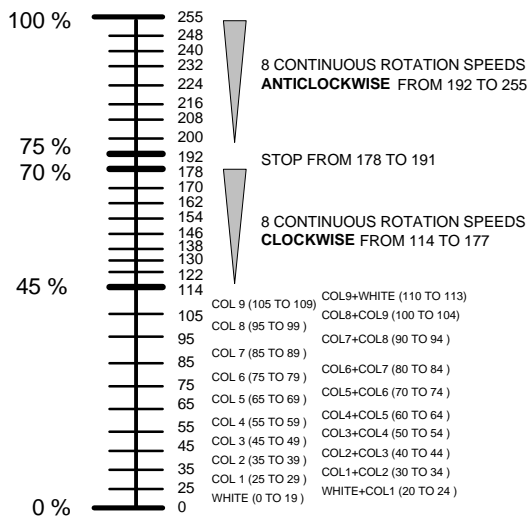 100 %
255
248
240
232
224
216
208
200
8 CONTINUOUS ROTATION SPEEDS
ANTICLOCKWISE FROM 192 TO 255
75 %
192
STOP FROM 178 TO 191
70 %
178
170
162
154
146
138
130
122
8 CONTINUOUS ROTATION SPEEDS
CLOCKWISE FROM 114 TO 177
45 %
114
COL9+WHITE (110 TO 113)
COL 9 (105 TO 109)
105
COL8+COL9 (100 TO 104)
COL 8 (95 TO 99 )
95
COL7+COL8 (90 TO 94 )
COL 7 (85 TO 89 )
85
COL6+COL7 (80 TO 84 )
COL 6 (75 TO 79 )
75
COL5+COL6 (70 TO 74 )
COL 5 (65 TO 69 )
65
COL4+COL5 (60 TO 64 )
COL 4 (55 TO 59 )
55
COL3+COL4 (50 TO 54 )
COL 3 (45 TO 49 )
45
COL2+COL3 (40 TO 44 )
COL 2 (35 TO 39 )
35
COL1+COL2 (30 TO 34 )
COL 1 (25 TO 29 )
25
WHITE+COL1 (20 TO 24 )
WHITE (0 TO 19 )
0 %
0